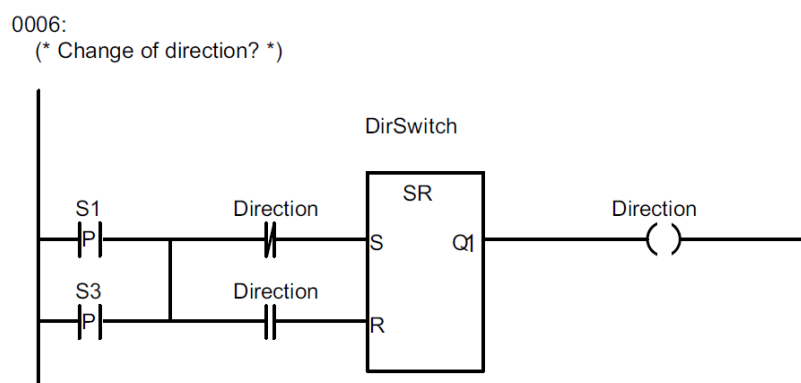 0006:
(* Change of direction? *)
DirSwitch
SR
S1
Direction
Direction
P
S
Q1
S3
Direction
P
R